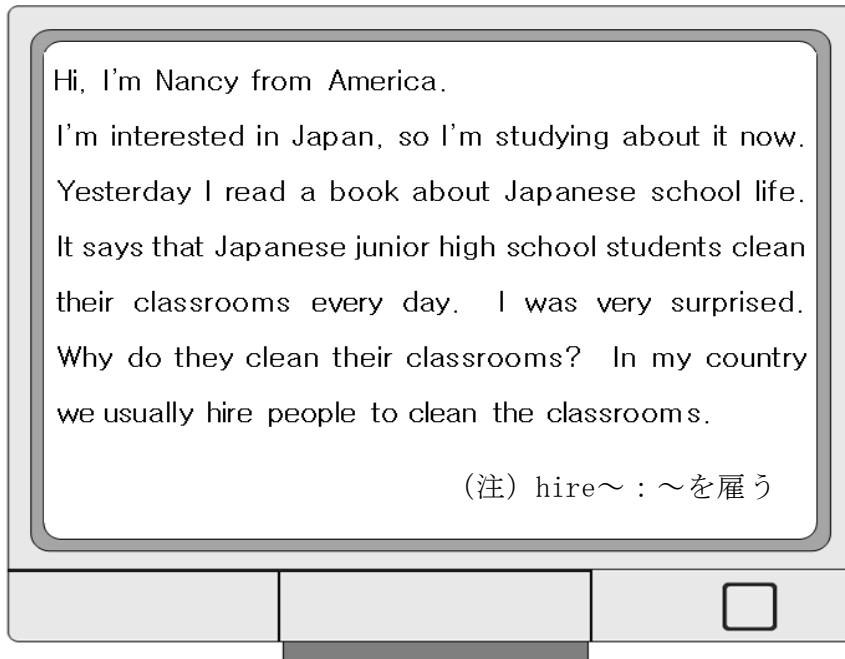 Hi, I'm Nancy from America.
I'm interested in Japan, so I'm studying about it now.
Yesterday I read a book about Japanese school life.
It says that Japanese junior high school students clean
their classrooms every day. I was very surprised.
Why do they clean their classrooms? In my country
we usually hire people to clean the classrooms.
（注）hire～：～を雇う